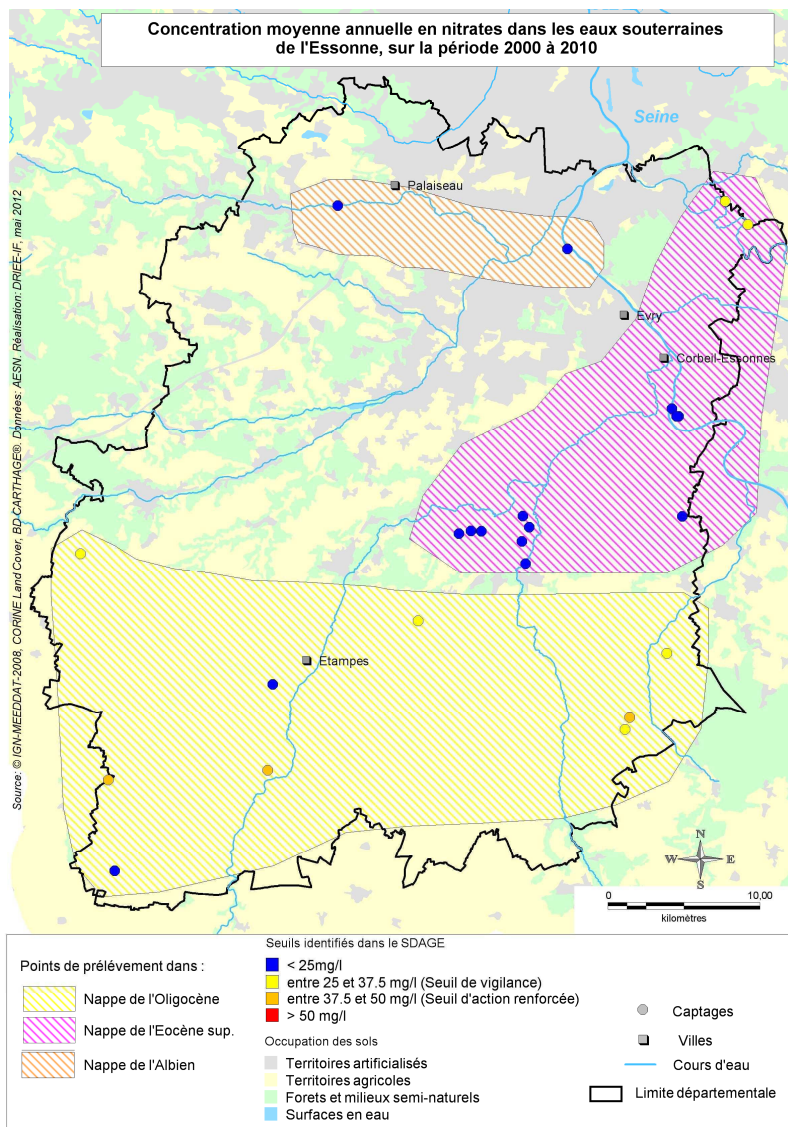 Concentration moyenne annuelle en nitrates dans les eaux souterraines
de l'Essonne, sur la période 2000 à 2010
Seine
Palaiseau
Evry
Corbeil-Essonnes
Etampes
Source: © IGN-MEEDDAT-2008, CORINE Land Cover, BD CARTHAGE®. Données: AESN. Réalisation: DRIEE-IF, mai 2012
N
W E
S
0 10,00
kilomètres
Points de prélévement dans :
Nappe de l'Oligocène
Nappe de l'Eocène sup.
Nappe de l'Albien
Seuils identifiés dans le SDAGE
< 25mg/l
entre 25 et 37.5 mg/l (Seuil de vigilance)
entre 37.5 et 50 mg/l (Seuil d'action renforcée)
> 50 mg/l
Occupation des sols
Territoires artificialisés
Territoires agricoles
Forets et milieux semi-naturels
Surfaces en eau
Captages
Villes
Cours d'eau
Limite départementale